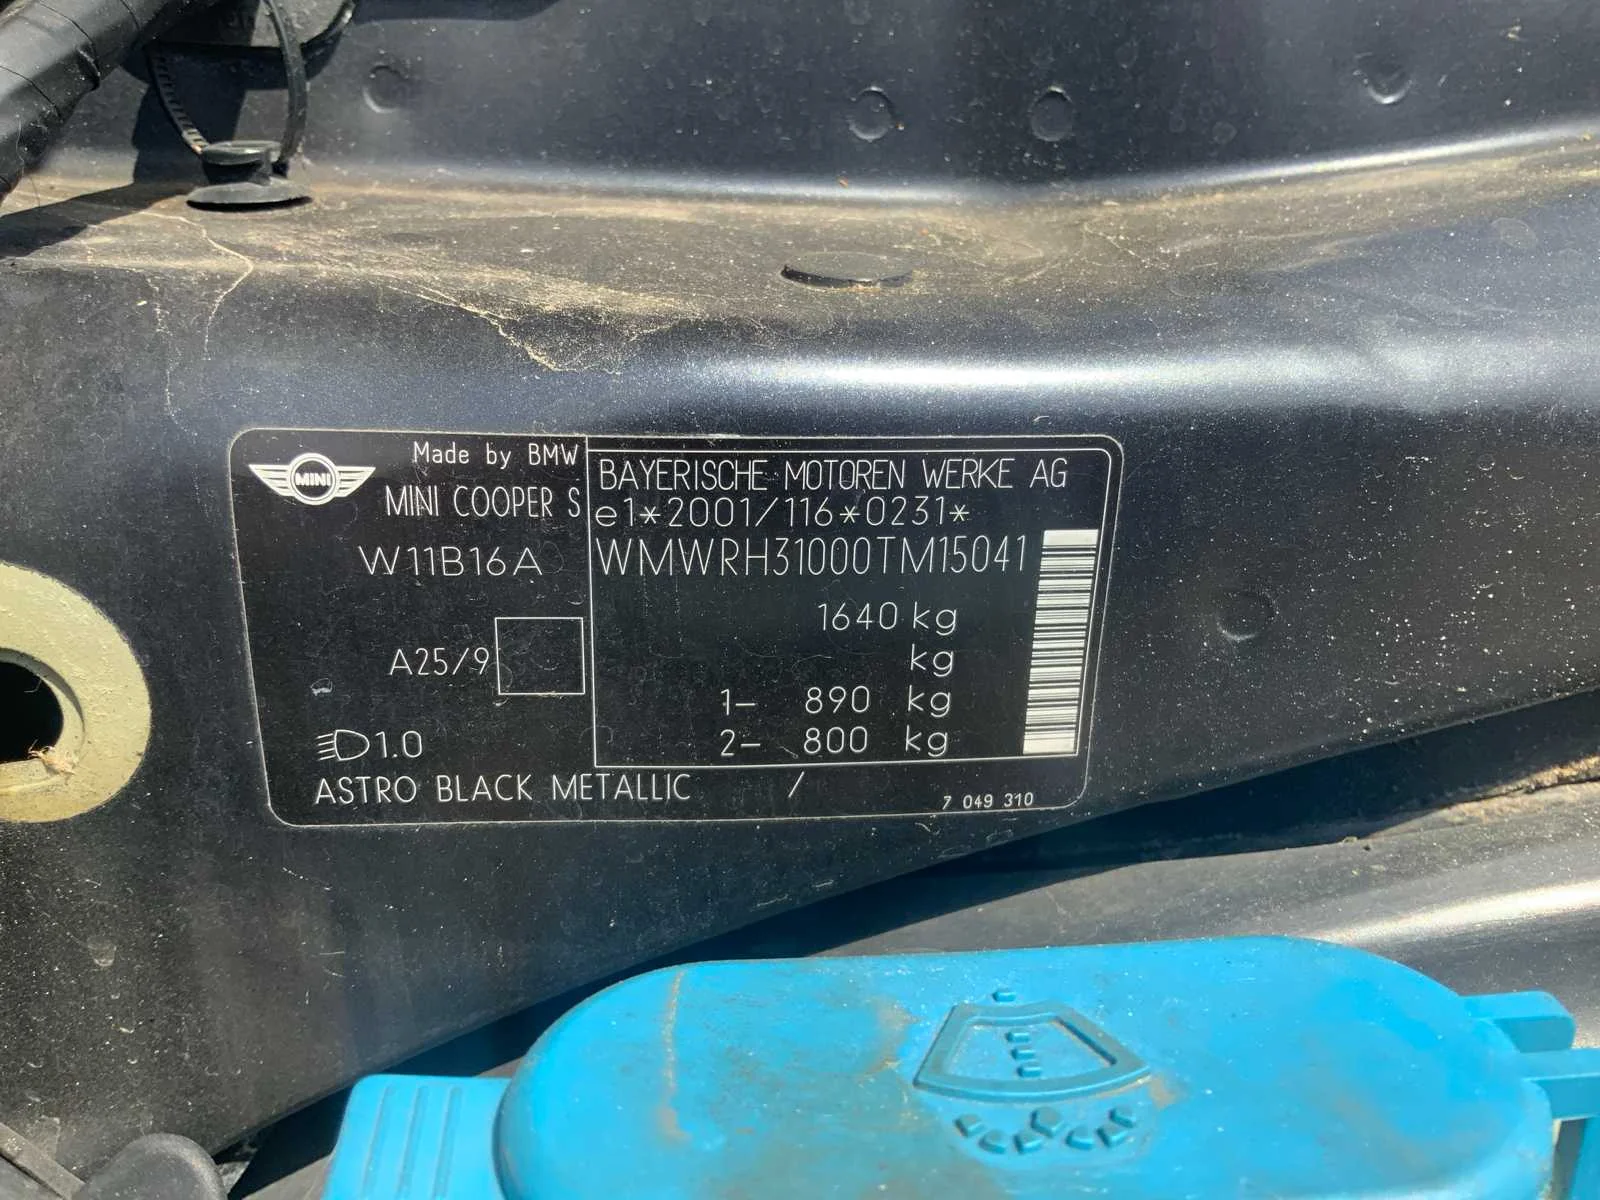 Made by BMW
MINI
MINI COOPER S
W11B16A
A25/9
1.0
ASTRO BLACK METALLIC /
BAYERISCHE MOTOREN WERKE AG
e1*2001/116*0231*
WMWRH31000TM15041
1640 kg
kg
1- 890 kg
2- 800 kg
7 049 310